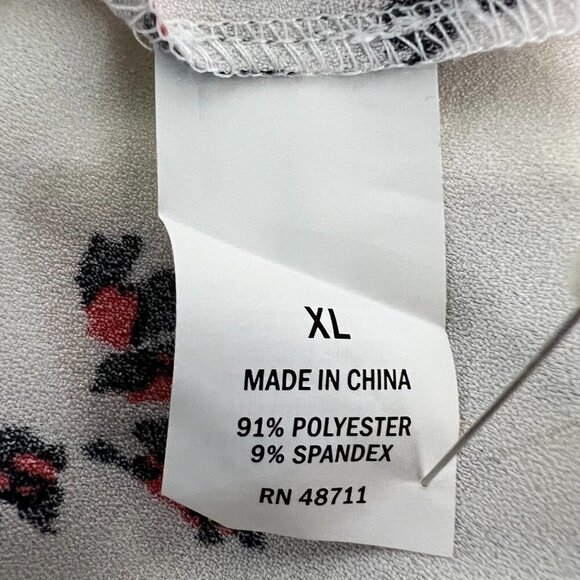 XL
MADE IN CHINA
91% POLYESTER
9% SPANDEX
RN 48711